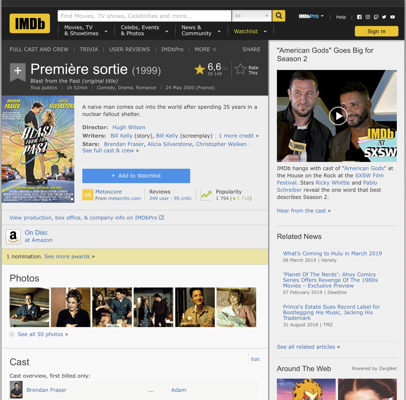 IMDb
Find Movies, TV shows, Celebrities and more...
All
IMDbPro
Help
Movies, TV & Showtimes
Celebs, Events & Photos
News & Community
Watchlist
Sign in
FULL CAST AND CREW | TRIVIA | USER REVIEWS | IMDbPro | MORE
SHARE
Première sortie (1999)
Blast from the Past (original title)
Tous publics | 1h 52min | Comedy, Drama, Romance | 24 May 2000 (France)
6,6
Rate This
BRENDAN FRASER
ALICIA SILVERSTONE
BLAST FROM THE PAST
A naive man comes out into the world after spending 35 years in a nuclear fallout shelter.
Director: Hugh Wilson
Writers: Bill Kelly (story), Bill Kelly (screenplay) | 1 more credit »
Stars: Brendan Fraser, Alicia Silverstone, Christopher Walken |
See full cast & crew »
+ Add to Watchlist
Metascore
From metacritic.com
Reviews
249 user | 99 critic
Popularity
1 754
View production, box office, & company info on IMDbPro
On Disc
at Amazon
1 nomination. See more awards »
Photos
See all 50 photos »
Cast
Edit
Cast overview, first billed only:
Brendan Fraser ... Adam
"American Gods" Goes Big for Season 2
IMDb
at
SXSW
IMDb hangs with cast of "American Gods" at the House on the Rock at the SXSW Film Festival. Stars Ricky Whittle and Pablo Schreiber reveal the one word that best describes Season 2.
Hear from the cast »
Related News
What's Coming to Hulu in March 2019
06 March 2019 | Variety
'Planet Of The Nerds': Ahoy Comics Series Offers Revenge Of The 1980s Movies – Exclusive Preview
07 February 2019 | Deadline
Prince's Estate Sues Record Label for Bootlegging His Music, Jacking His Trademark
31 August 2018 | TMZ
See all related articles »
Around The Web
Powered by ZergNet